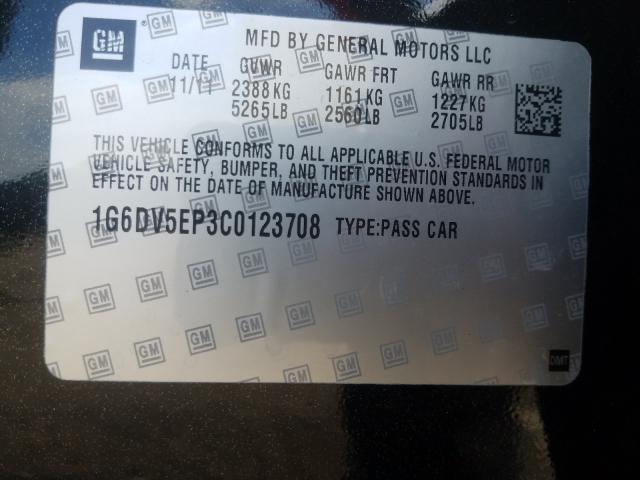 GM
MFD BY GENERAL MOTORS LLC
DATE GVWR GAWR FRT GAWR RR
11/11 2388KG 1161KG 1227KG
5265LB 2560LB 2705LB
THIS VEHICLE CONFORMS TO ALL APPLICABLE U.S. FEDERAL MOTOR
VEHICLE SAFETY, BUMPER, AND THEFT PREVENTION STANDARDS IN
EFFECT ON THE DATE OF MANUFACTURE SHOWN ABOVE.
1G6DV5EP3C0123708 TYPE:PASS CAR